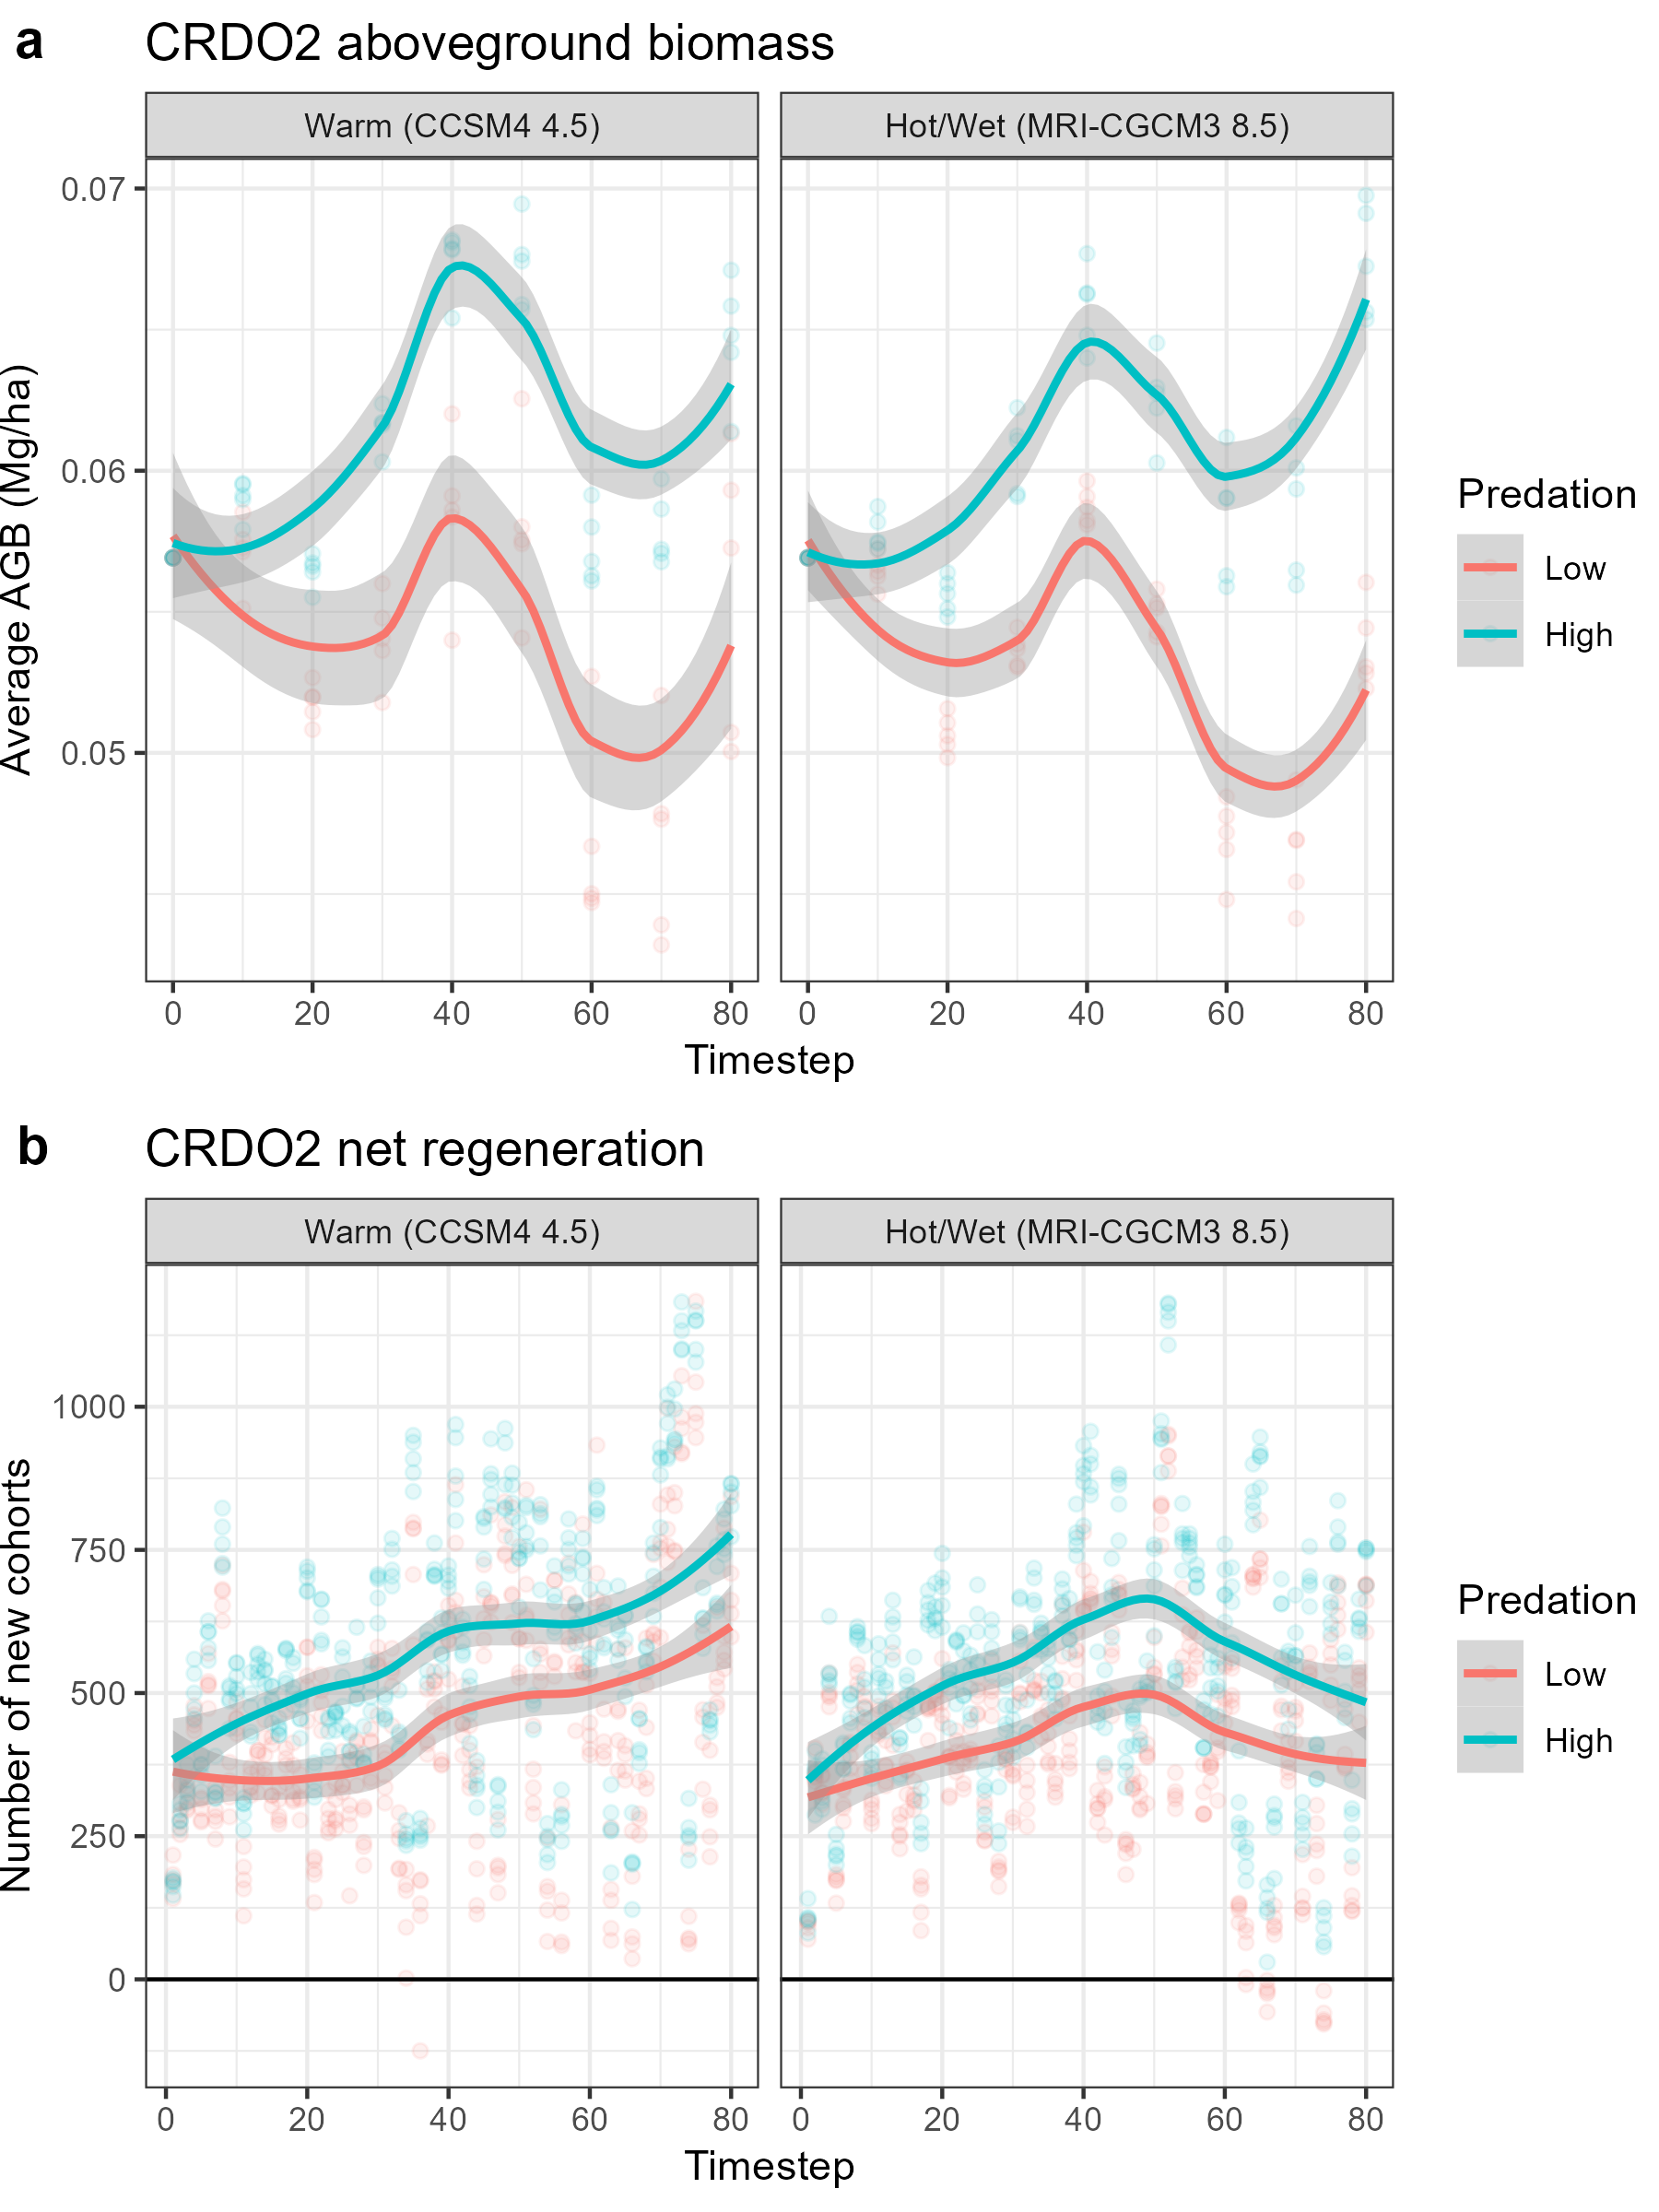 a
CRDO2 aboveground biomass
Warm (CCSM4 4.5)
Hot/Wet (MRI-CGCM3 8.5)
Average AGB (Mg/ha)
0.07
0.06
0.05
0 20 40 60 80
0 20 40 60 80
Timestep
Predation
Low
High
b
CRDO2 net regeneration
Warm (CCSM4 4.5)
Hot/Wet (MRI-CGCM3 8.5)
Number of new cohorts
1000
750
500
250
0
0 20 40 60 80
0 20 40 60 80
Timestep
Predation
Low
High